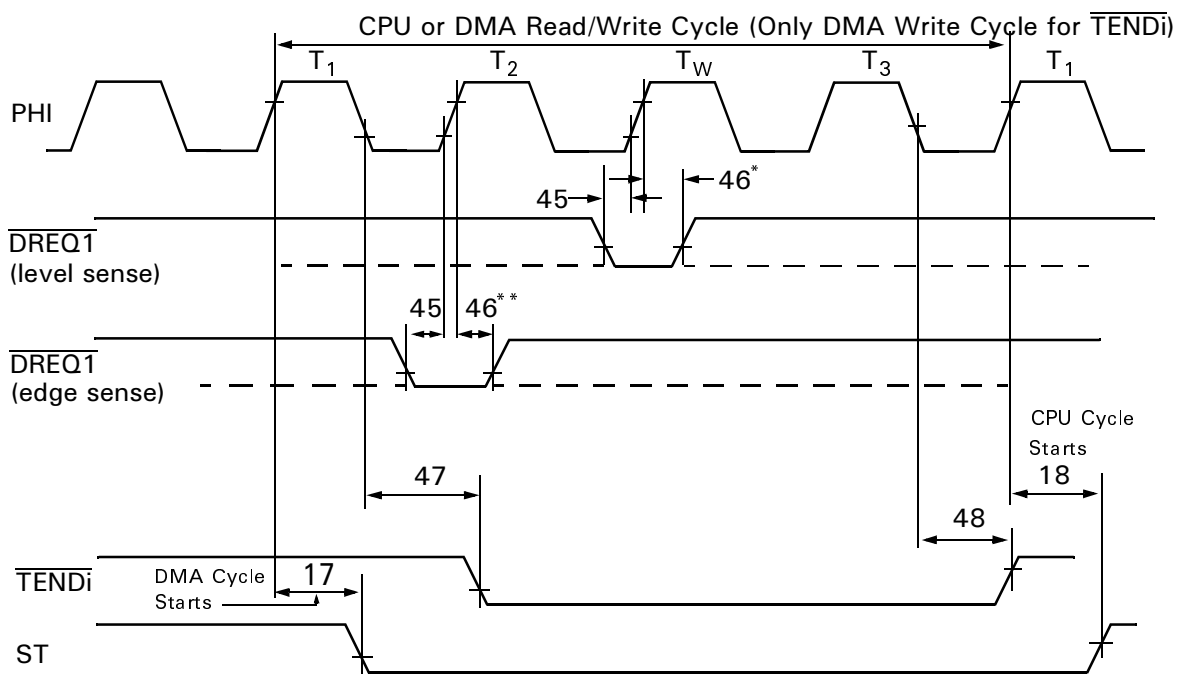 CPU or DMA Read/Write Cycle (Only DMA Write Cycle for TENDi)
T1 T2 TW T3 T1
PHI
45 46*
DREQ1
(level sense)
45 46**
DREQ1
(edge sense)
CPU Cycle
Starts
47 18
48
TENDi
DMA Cycle 17
Starts
ST